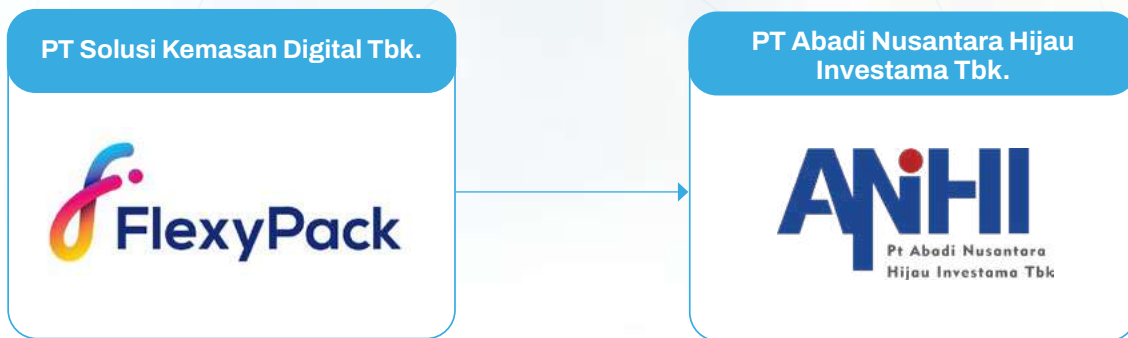 PT Solusi Kemasan Digital Tbk.
FlexyPack
PT Abadi Nusantara Hijau
Investama Tbk.
ANHI
Pt Abadi Nusantara
Hijau Investama Tbk